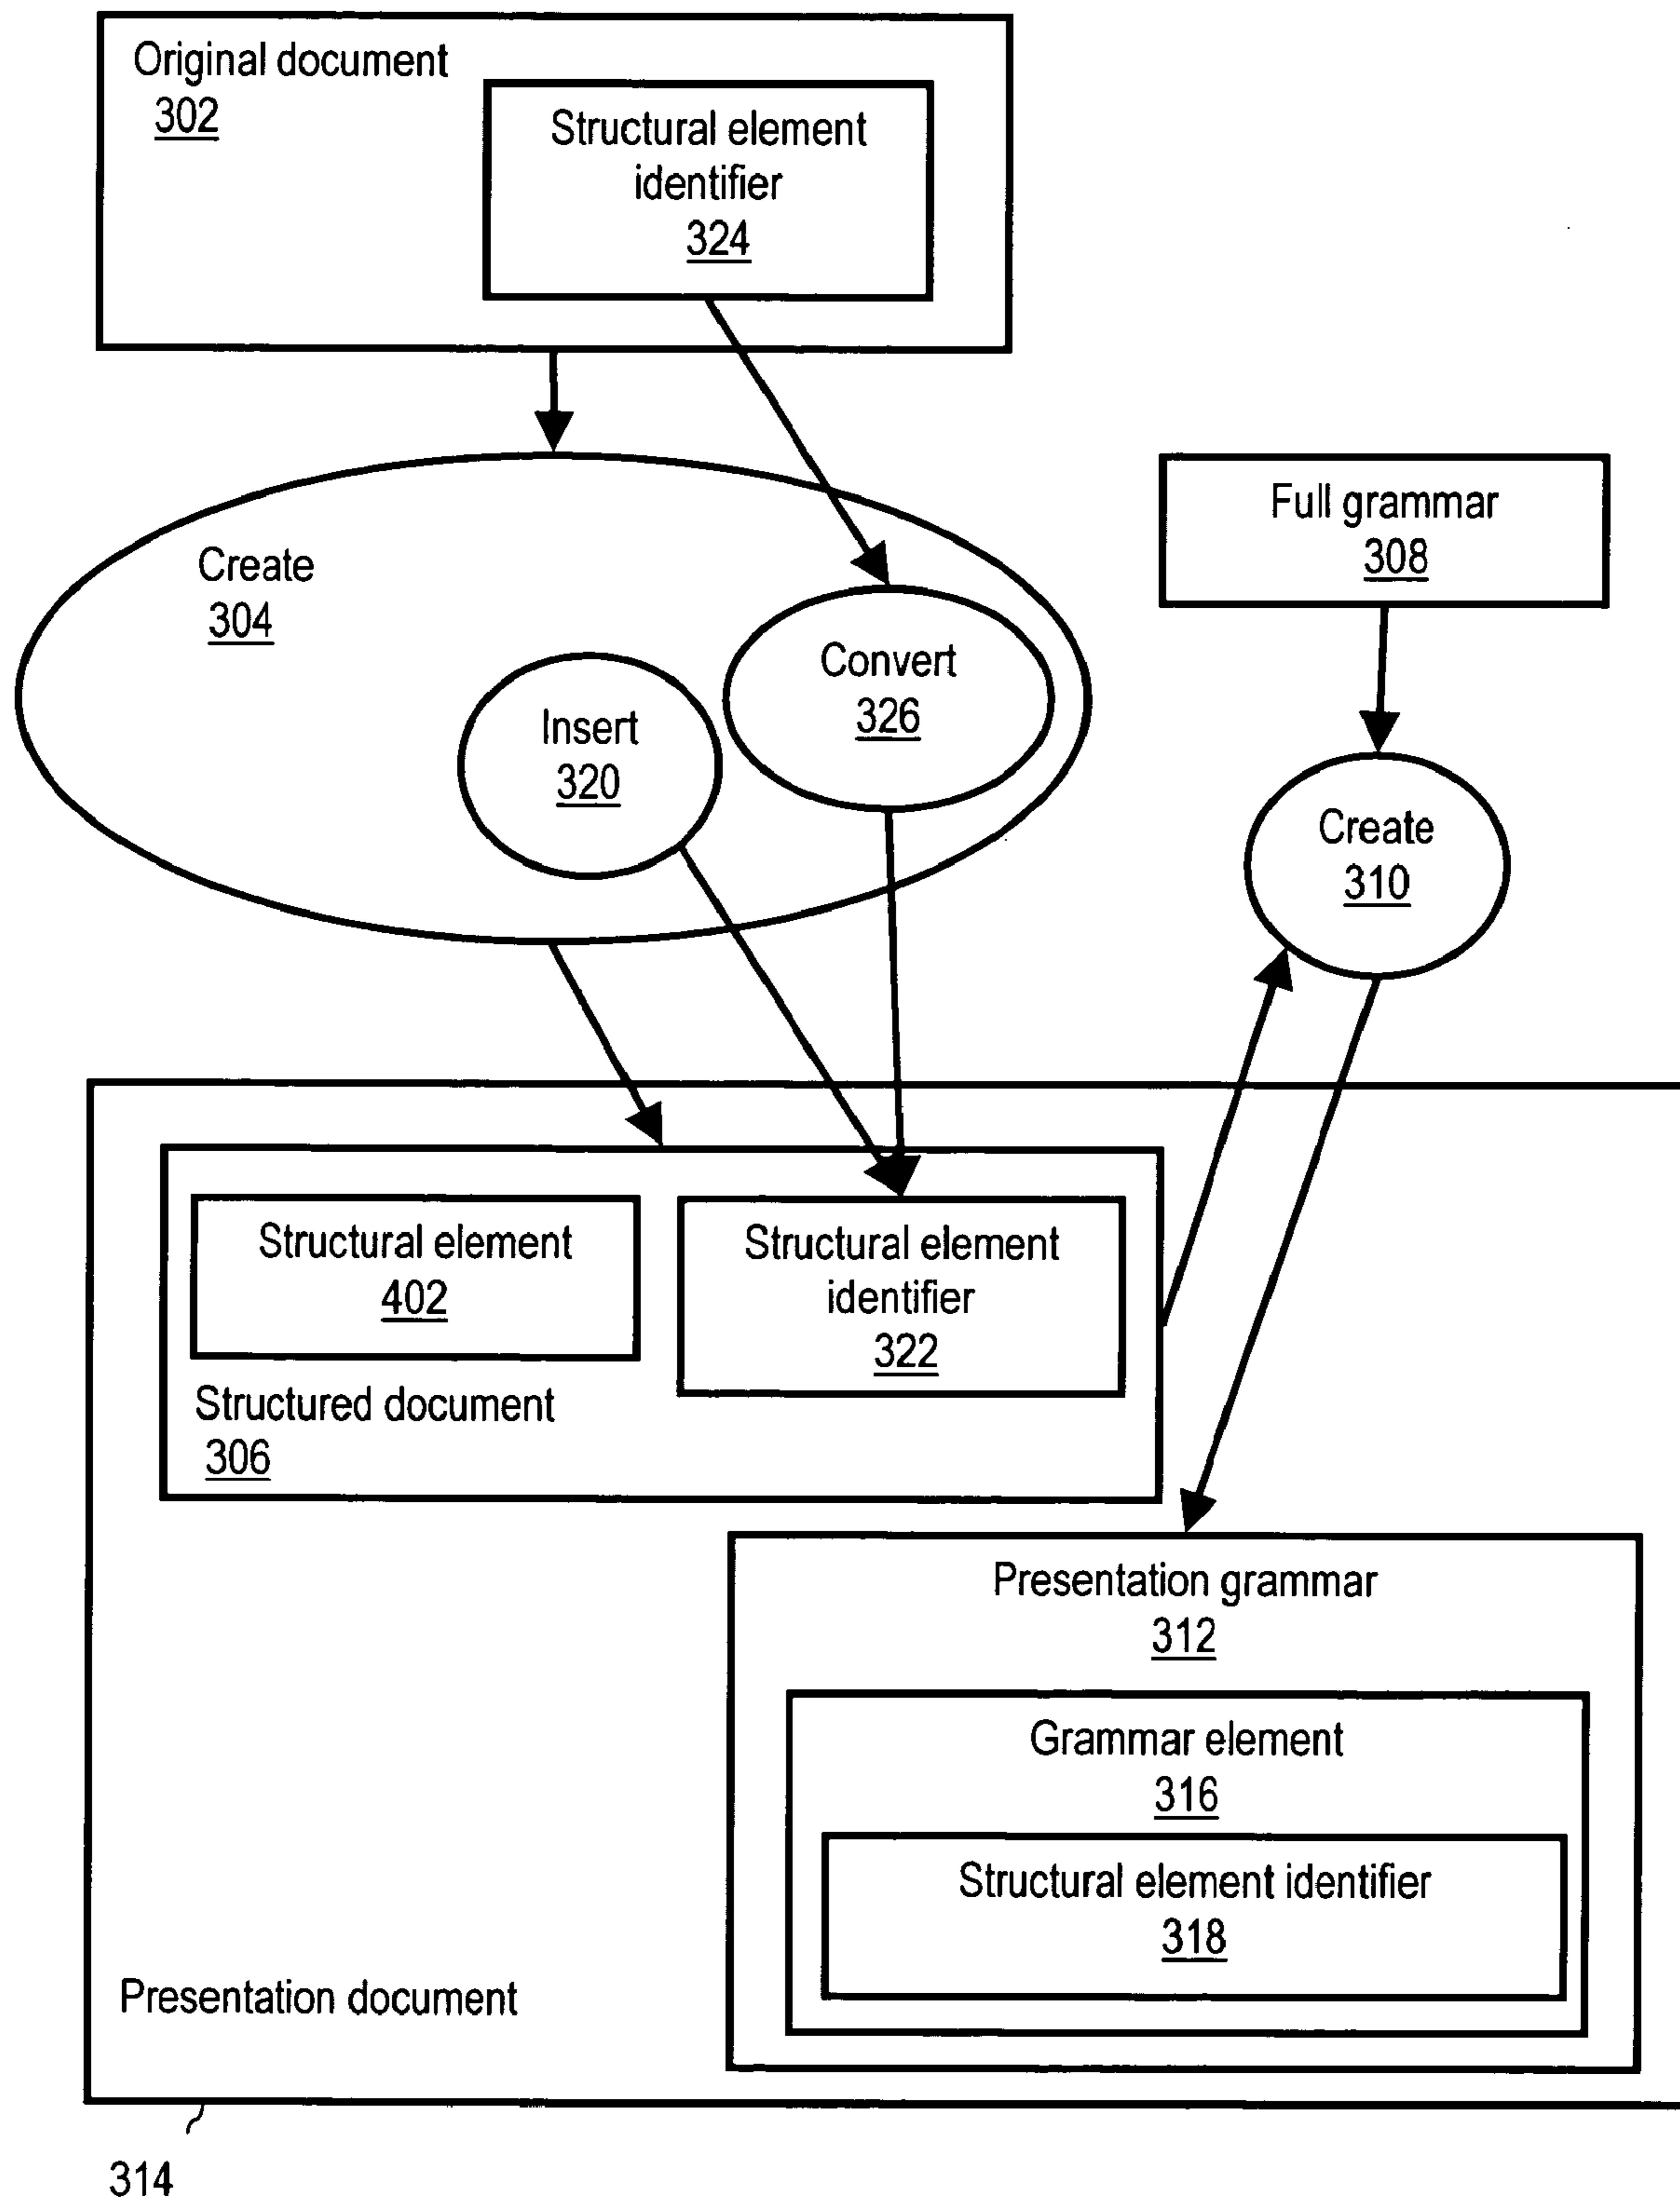 Original document
302
Structural element
identifier
324
Create
304
Insert
320
Convert
326
Full grammar
308
Create
310
Structural element
402
Structural element
identifier
322
Structured document
306
Presentation grammar
312
Grammar element
316
Structural element identifier
318
Presentation document
314